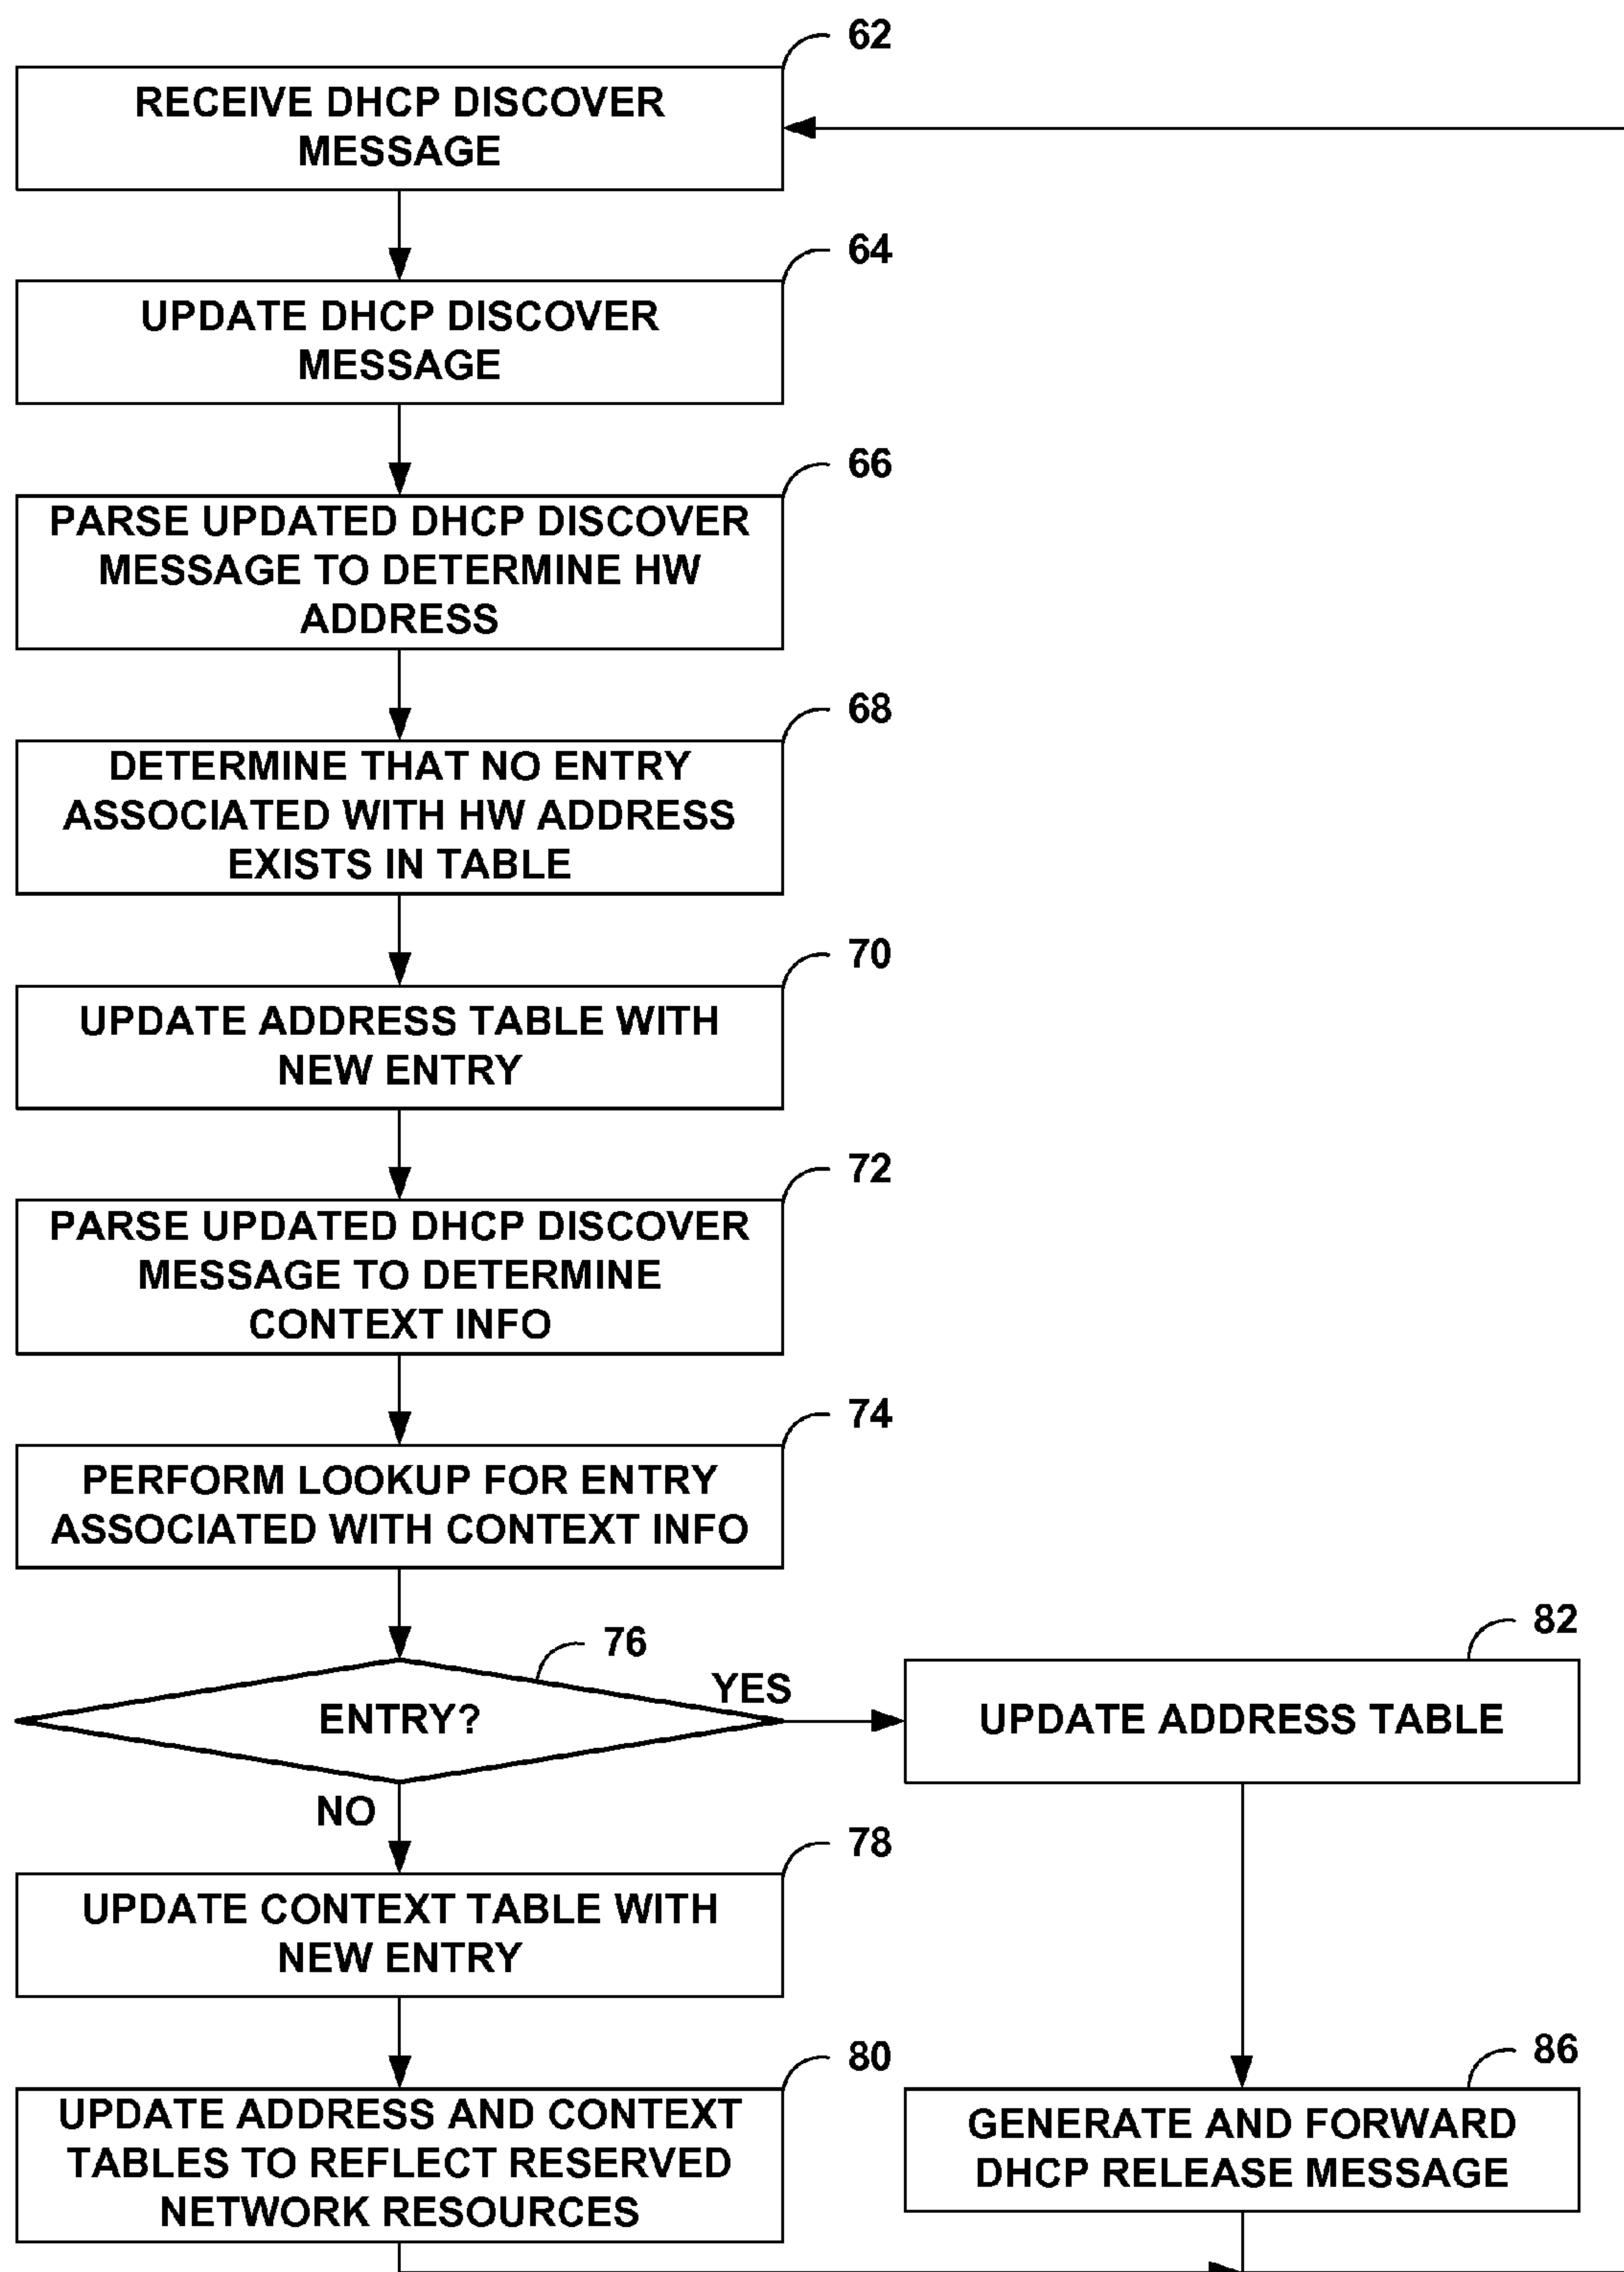 62
RECEIVE DHCP DISCOVER
MESSAGE
64
UPDATE DHCP DISCOVER
MESSAGE
66
PARSE UPDATED DHCP DISCOVER
MESSAGE TO DETERMINE HW
ADDRESS
68
DETERMINE THAT NO ENTRY
ASSOCIATED WITH HW ADDRESS
EXISTS IN TABLE
70
UPDATE ADDRESS TABLE WITH
NEW ENTRY
72
PARSE UPDATED DHCP DISCOVER
MESSAGE TO DETERMINE
CONTEXT INFO
74
PERFORM LOOKUP FOR ENTRY
ASSOCIATED WITH CONTEXT INFO
76
ENTRY?
YES
82
UPDATE ADDRESS TABLE
NO
78
UPDATE CONTEXT TABLE WITH
NEW ENTRY
80
UPDATE ADDRESS AND CONTEXT
TABLES TO REFLECT RESERVED
NETWORK RESOURCES
86
GENERATE AND FORWARD
DHCP RELEASE MESSAGE